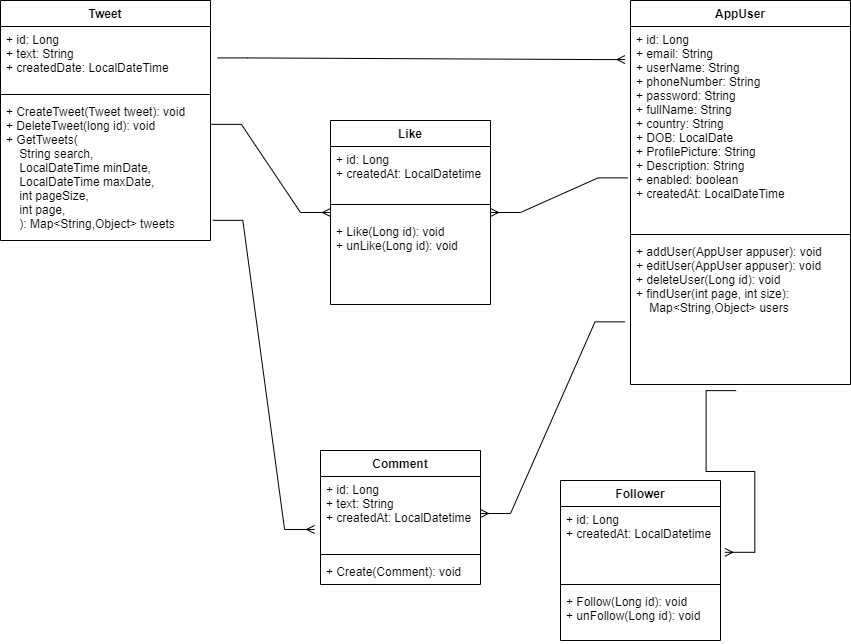 Tweet
+ id: Long
+ text: String
+ createdDate: LocalDateTime
+ CreateTweet(Tweet tweet): void
+ DeleteTweet(long id): void
+ GetTweets(
String search,
LocalDateTime minDate,
LocalDateTime maxDate,
int pageSize,
int page,
): Map<String,Object> tweets
Like
+ id: Long
+ createdAt: LocalDatetime
+ Like(Long id): void
+ unLike(Long id): void
AppUser
+ id: Long
+ email: String
+ userName: String
+ phoneNumber: String
+ password: String
+ fullName: String
+ country: String
+ DOB: LocalDate
+ ProfilePicture: String
+ Description: String
+ enabled: boolean
+ createdAt: LocalDateTime
+ addUser(AppUser appuser): void
+ editUser(AppUser appuser): void
+ deleteUser(Long id): void
+ findUser(int page, int size):
Map<String,Object> users
Comment
+ id: Long
+ text: String
+ createdAt: LocalDatetime
+ Create(Comment): void
Follower
+ id: Long
+ createdAt: LocalDatetime
+ Follow(Long id): void
+ unFollow(Long id): void